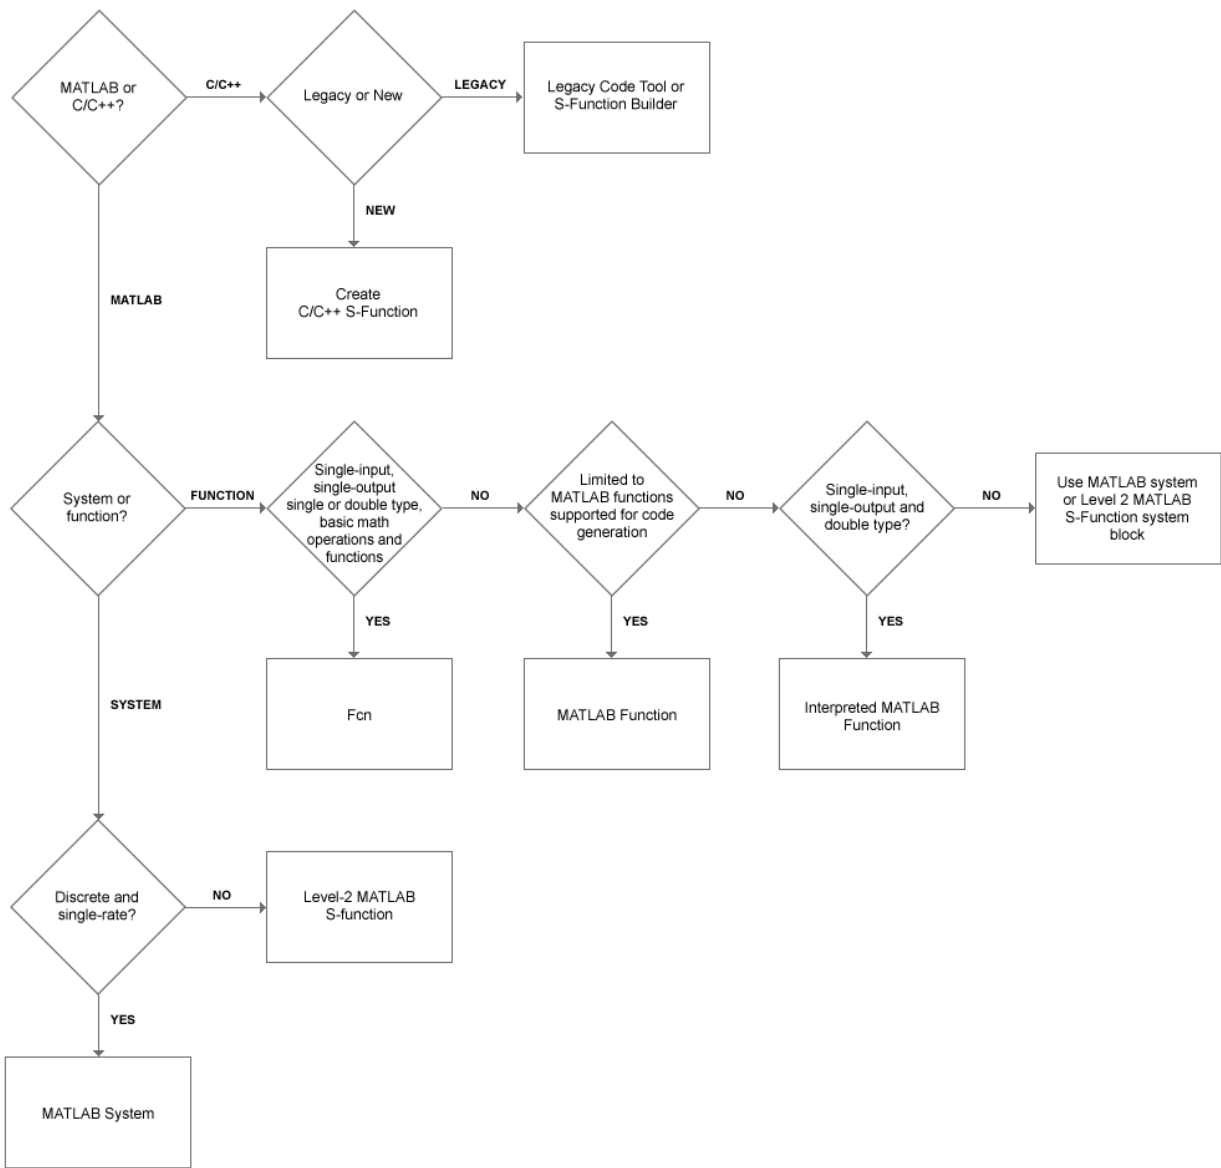 MATLAB or
C/C++?
C/C++
Legacy or New
LEGACY
Legacy Code Tool or
S-Function Builder
NEW
Create
C/C++ S-Function
MATLAB
System or
function?
FUNCTION
Single-input,
single-output
single or double type,
basic math
operations and
functions
NO
Limited to
MATLAB functions
supported for code
generation
NO
Single-input,
single-output and
double type?
NO
Use MATLAB system
or Level 2 MATLAB
S-Function system
block
YES
Fcn
YES
MATLAB Function
YES
Interpreted MATLAB
Function
SYSTEM
Discrete and
single-rate?
NO
Level-2 MATLAB
S-function
YES
MATLAB System